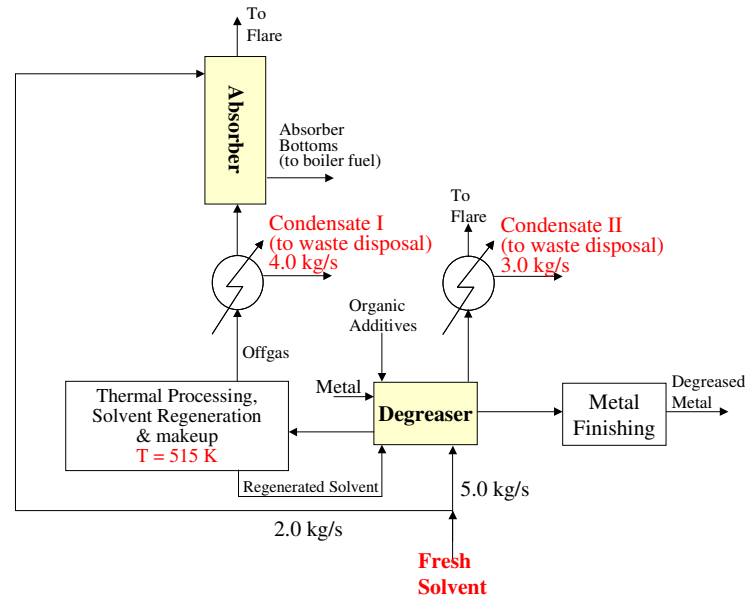 To
Flare
Absorber
Absorber
Bottoms
(to boiler fuel)
To
Flare
Condensate I
(to waste disposal)
4.0 kg/s
Condensate II
(to waste disposal)
3.0 kg/s
Organic
Additives
Offgas
Thermal Processing,
Solvent Regeneration
& makeup
T = 515 K
Metal
Degreaser
Metal
Finishing
Degreased
Metal
Regenerated Solvent
5.0 kg/s
2.0 kg/s
Fresh
Solvent